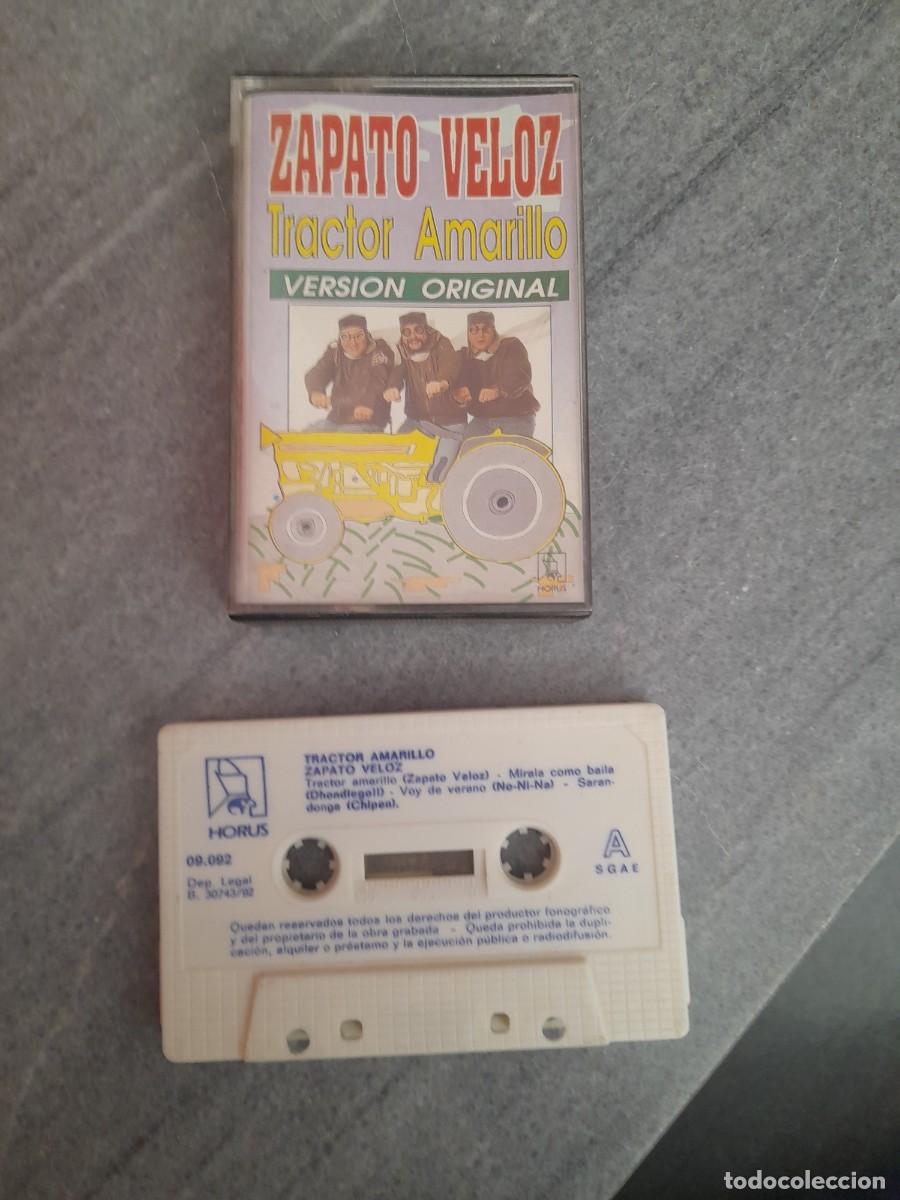 ZAPATO VELOZ
Tractor Amarillo
VERSION ORIGINAL
HORUS
TRACTOR AMARILLO
ZAPATO VELOZ
Tractor amarillo (Zapato Veloz) - Mirala como baila
(Dhondlego!!) - Voy de verano (No-Ni-Na) - Saran-
donga (Chipen).
HORUS
09.092
Dep. Legal
B. 30743/92
A
SGAE
Quedan reservados todos los derechos del productor fonográfico
y del propietario de la obra grabada - Queda prohibida la dupli-
cación, alquiler o préstamo y la ejecución pública o radiodifusión.
todocoleccion